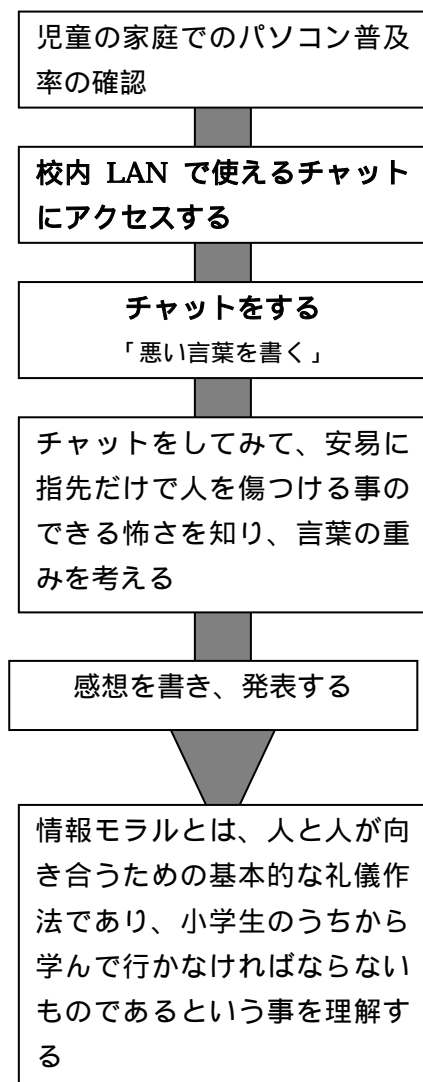 児童の家庭でのパソコン普及
率の確認
校内 LAN で使えるチャット
にアクセスする
チャットをする
「悪い言葉を書く」
チャットをしてみて、安易に
指先だけで人を傷つける事の
できる怖さを知り、言葉の重
みを考える
感想を書き、発表する
情報モラルとは、人と人が向
き合うための基本的な礼儀作
法であり、小学生のうちから
学んで行かなければならない
ものであるという事を理解す
る